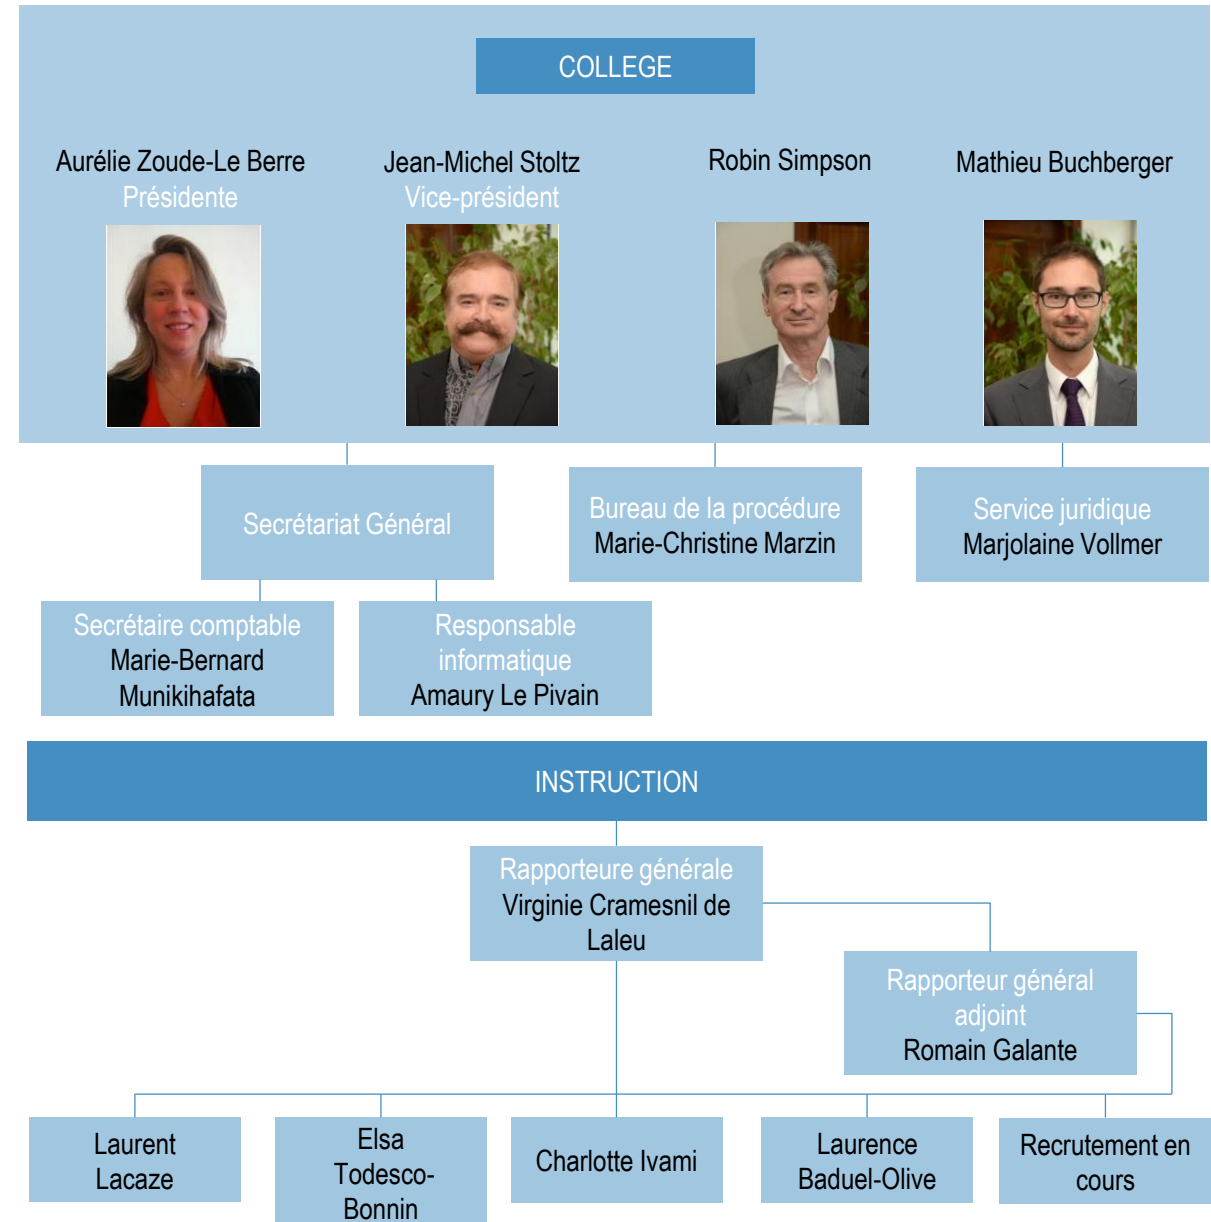 COLLEGE
Aurélie Zoude-Le Berre
Présidente
Jean-Michel Stoltz
Vice-président
Robin Simpson
Mathieu Buchberger
Secrétariat Général
Bureau de la procédure
Marie-Christine Marzin
Service juridique
Marjolaine Vollmer
Secrétaire comptable
Marie-Bernard
Munikihafata
Responsable
informatique
Amaury Le Pivain
INSTRUCTION
Rapporteure générale
Virginie Cramesnil de
Laleu
Rapporteur général
adjoint
Romain Galante
Laurent
Lacaze
Elsa
Todesco-
Bonnin
Charlotte Ivami
Laurence
Baduel-Olive
Recrutement en
cours